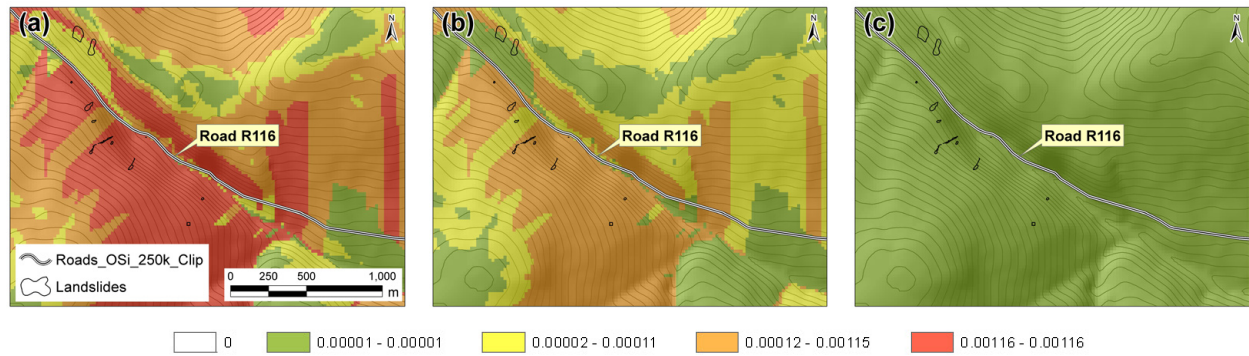 (a)
N
Road R116
Roads_OSi_250k_Clip
Landslides
0 250 500 1,000
m
(b)
N
Road R116
(c)
N
Road R116
0 0.00001 - 0.00001 0.00002 - 0.00011 0.00012 - 0.00115 0.00116 - 0.00116